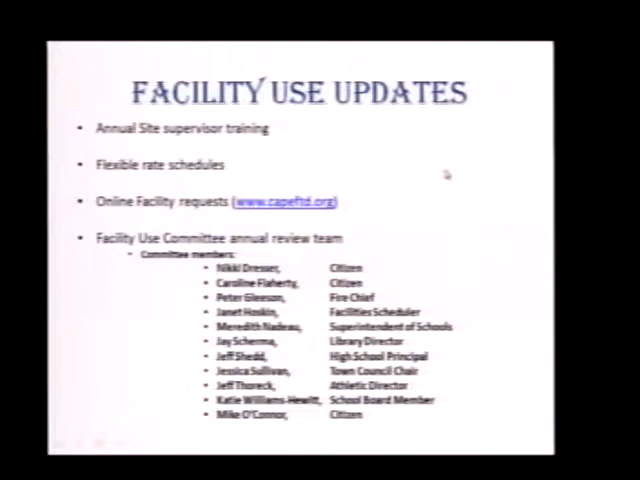 FACILITY USE UPDATES
• Annual Site supervisor training
• Flexible rate schedules
• Online Facility requests (www.capeftd.org)
• Facility Use Committee annual review team
• Committee members:
• Nikki Dresser, Citizen
• Caroline Flaherty, Citizen
• Peter Gleeson, Fire Chief
• Janet Hoskin, Facilities Scheduler
• Meredith Nadeau, Superintendent of Schools
• Jay Scherma, Library Director
• Jeff Shedd, High School Principal
• Jessica Sullivan, Town Council Chair
• Jeff Thoreck, Athletic Director
• Katie Williams-Hewitt, School Board Member
• Mike O'Connor, Citizen